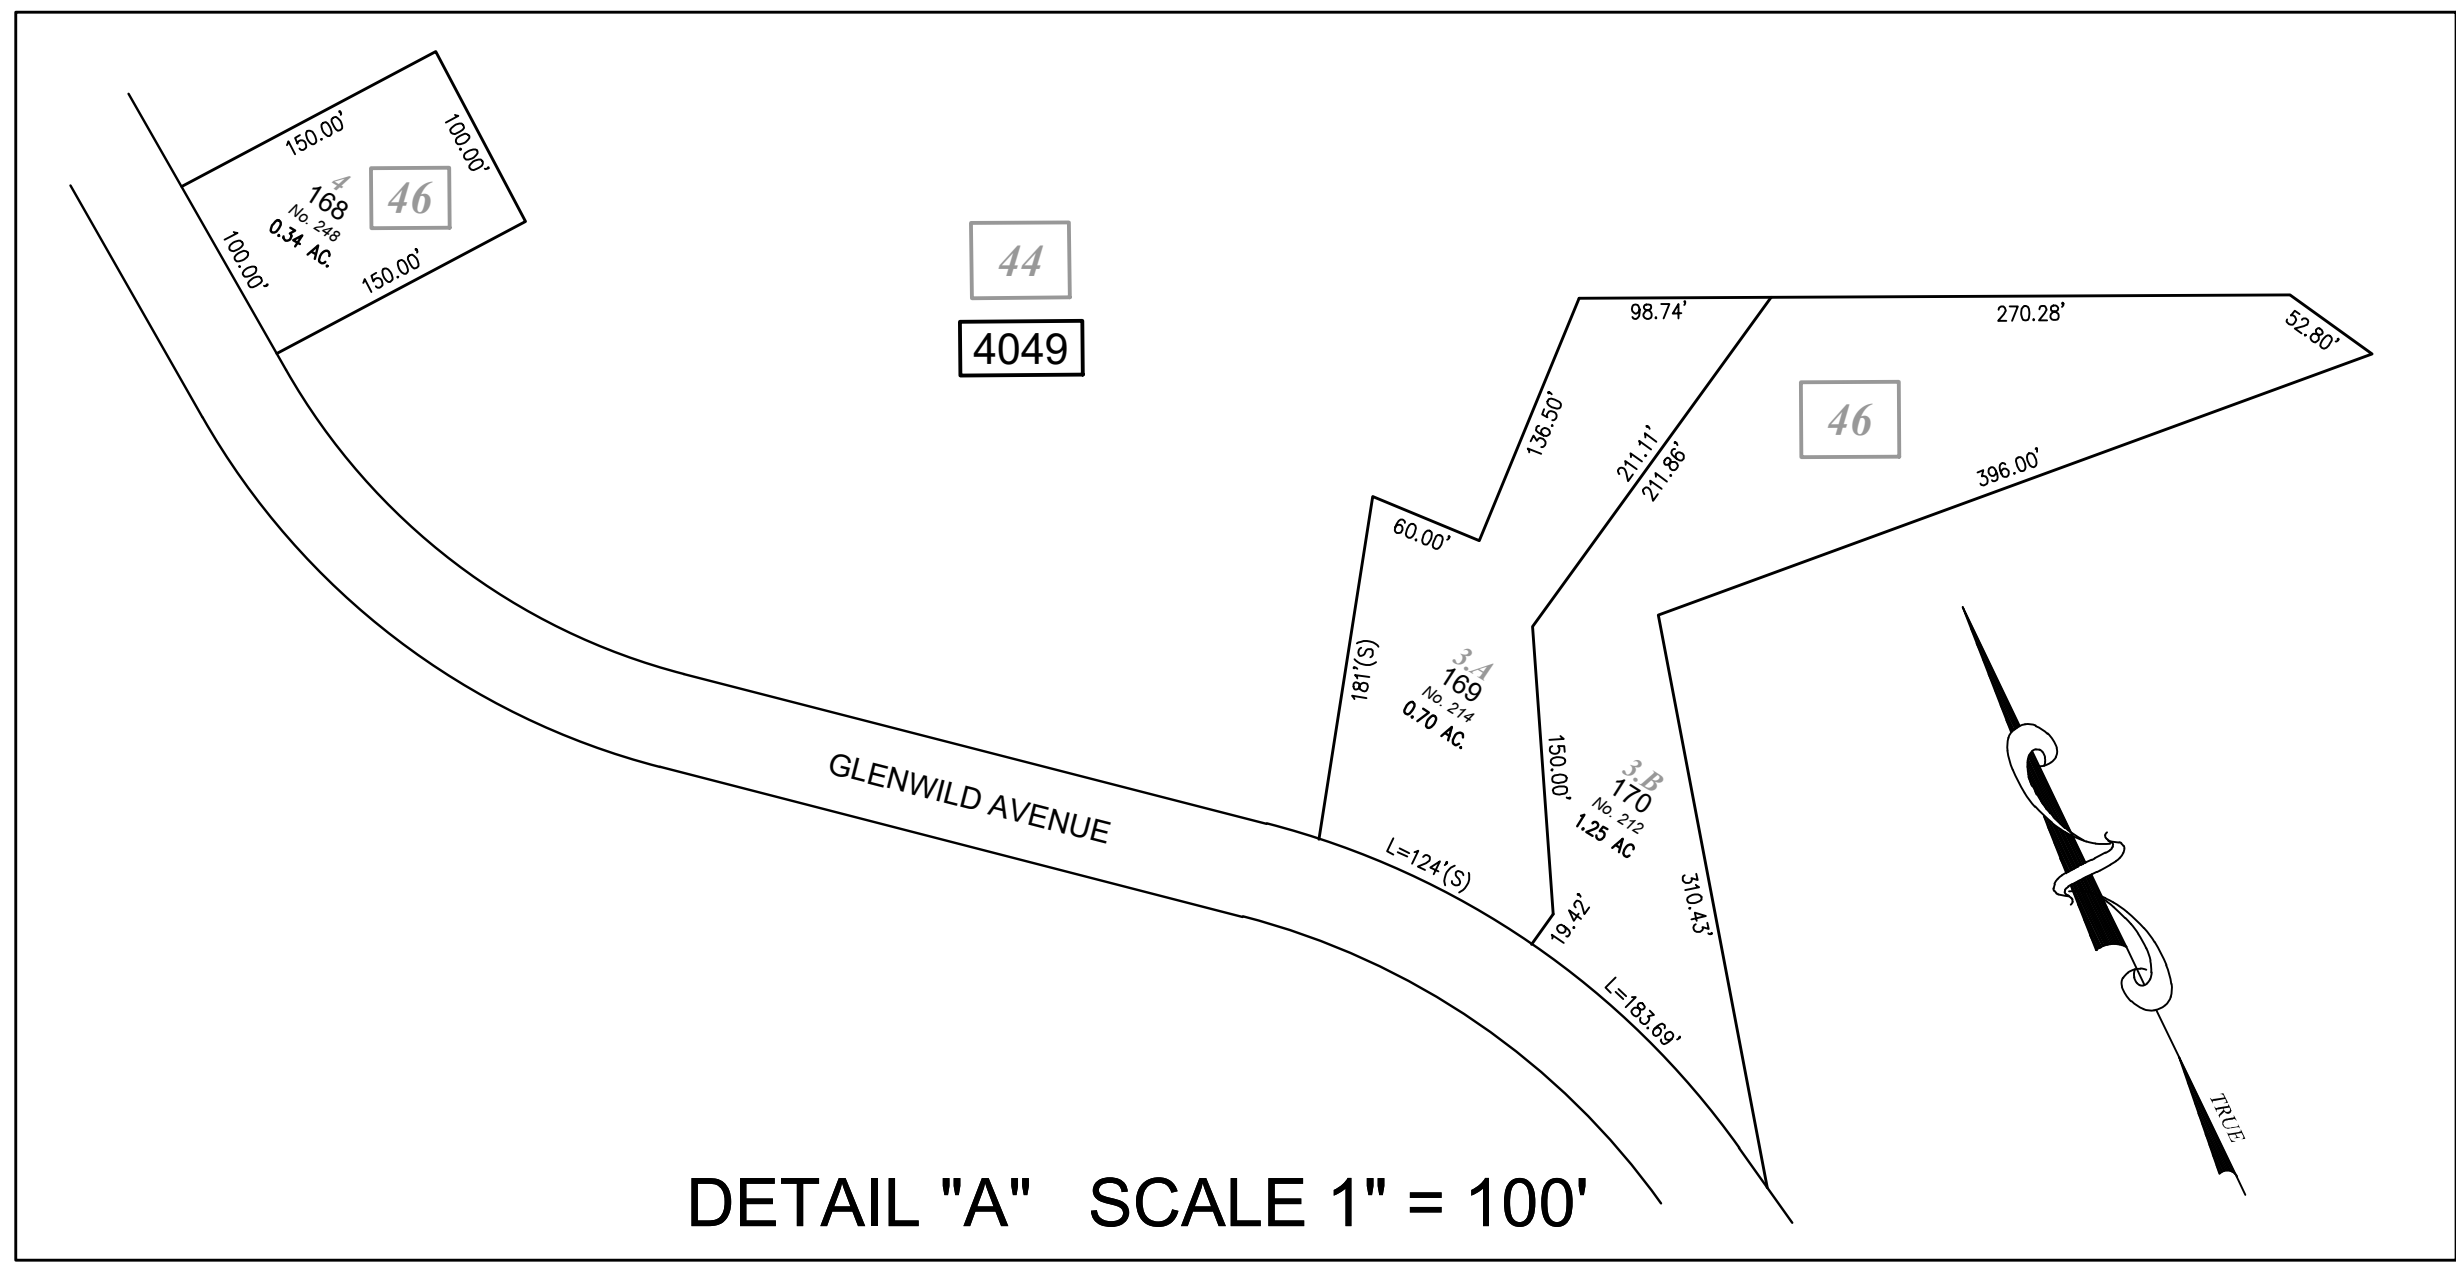 150.00'
100.00'
4
168
No. 248
0.34 AC.
46
100.00'
150.00'
44
4049
98.74'
270.28'
52.80'
136.50'
211.11'
211.86'
46
396.00'
60.00'
181'(S)
3.A
169
No. 214
0.70 AC.
150.00'
3.B
170
No. 212
1.25 AC
310.43'
GLENWILD AVENUE
L=124'(S)
19.42'
L=183.69'
TRUE
DETAIL "A" SCALE 1" = 100'